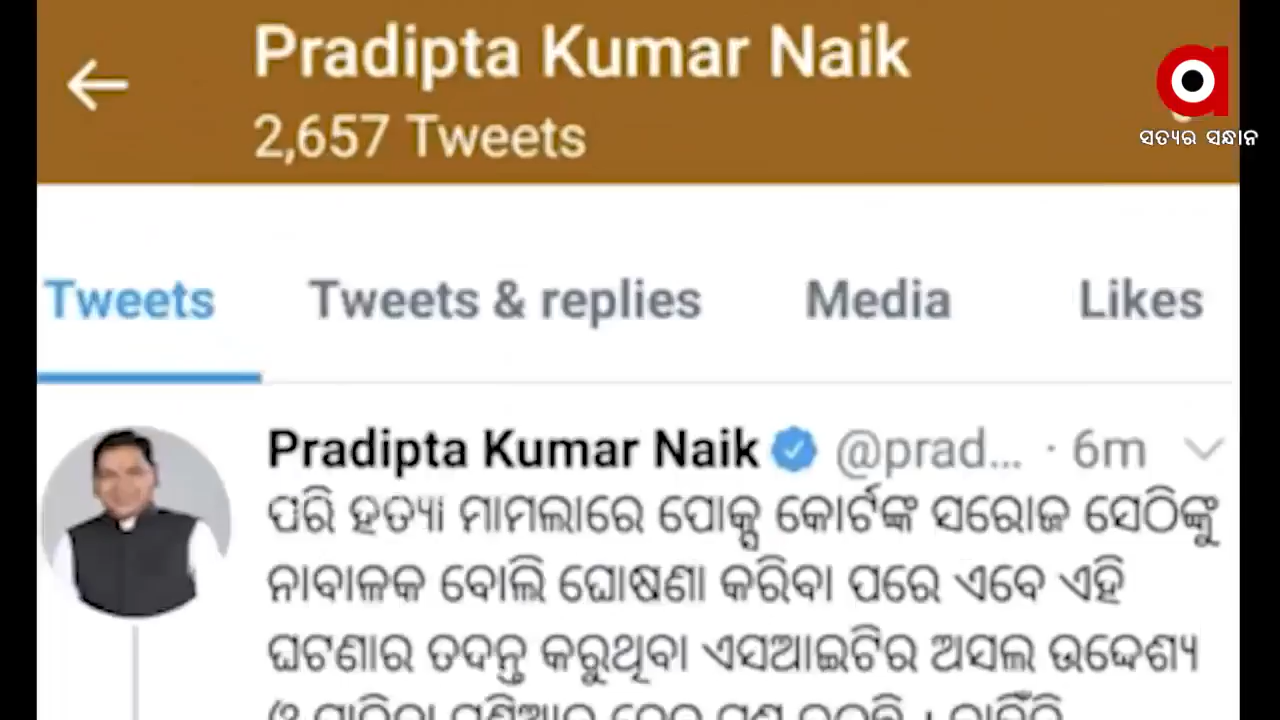 Pradipta Kumar Naik
2,657 Tweets
ସତ୍ୟର ସନ୍ଧାନ
Tweets Tweets & replies Media Likes
Pradipta Kumar Naik @prad... · 6m
ପରି ହତ୍ୟା ମାମଲାରେ ପୋକ୍ସ କୋର୍ଟଙ୍କ ସରୋଜ ସେଠିଙ୍କୁ
ନାବାଳକ ବୋଲି ଘୋଷଣା କରିବା ପରେ ଏବେ ଏହି
ଘଟଣାର ତଦନ୍ତ କରୁଥିବା ଏସଆଇଟିର ଅସଲ ଉଦ୍ଦେଶ୍ୟ